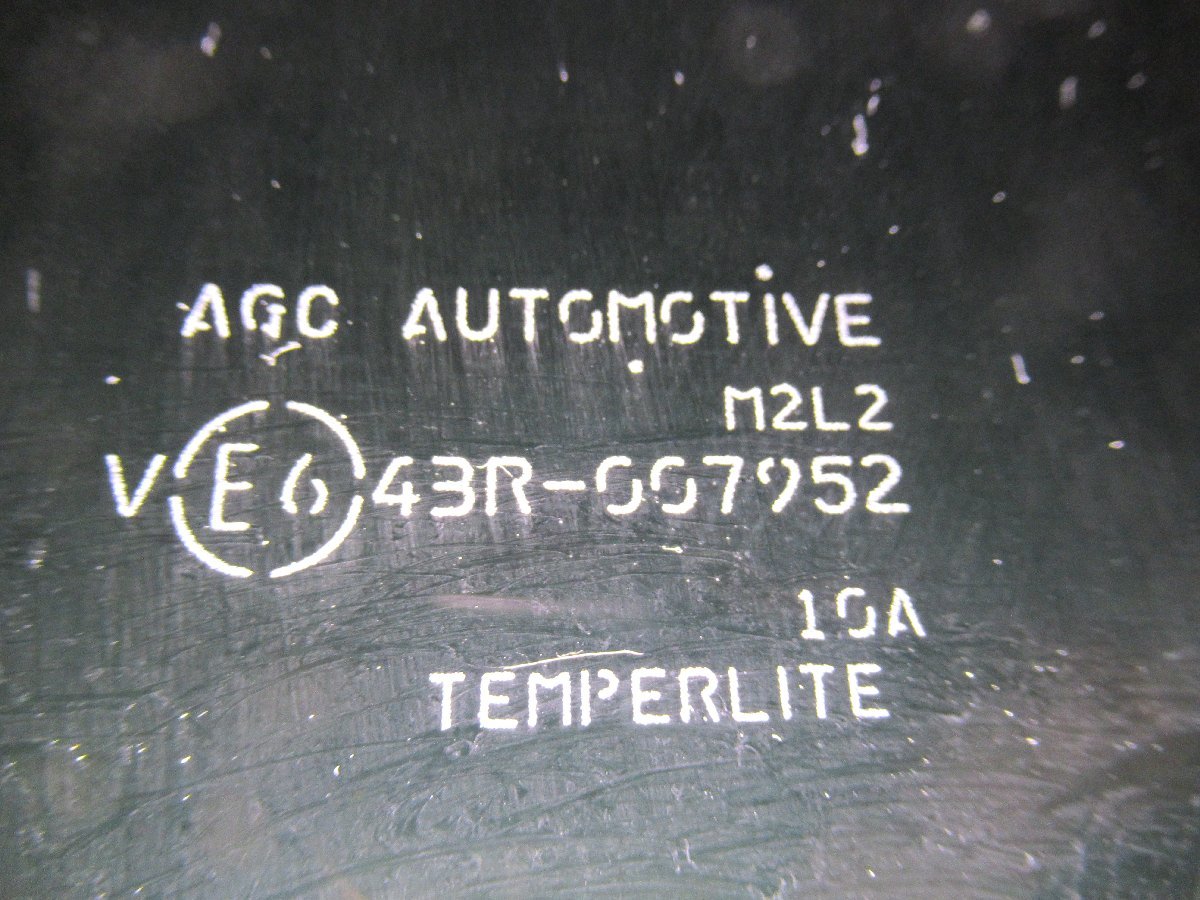 AGC AUTOMOTIVE
M2L2
V E6 43R-007952
10A
TEMPERLITE